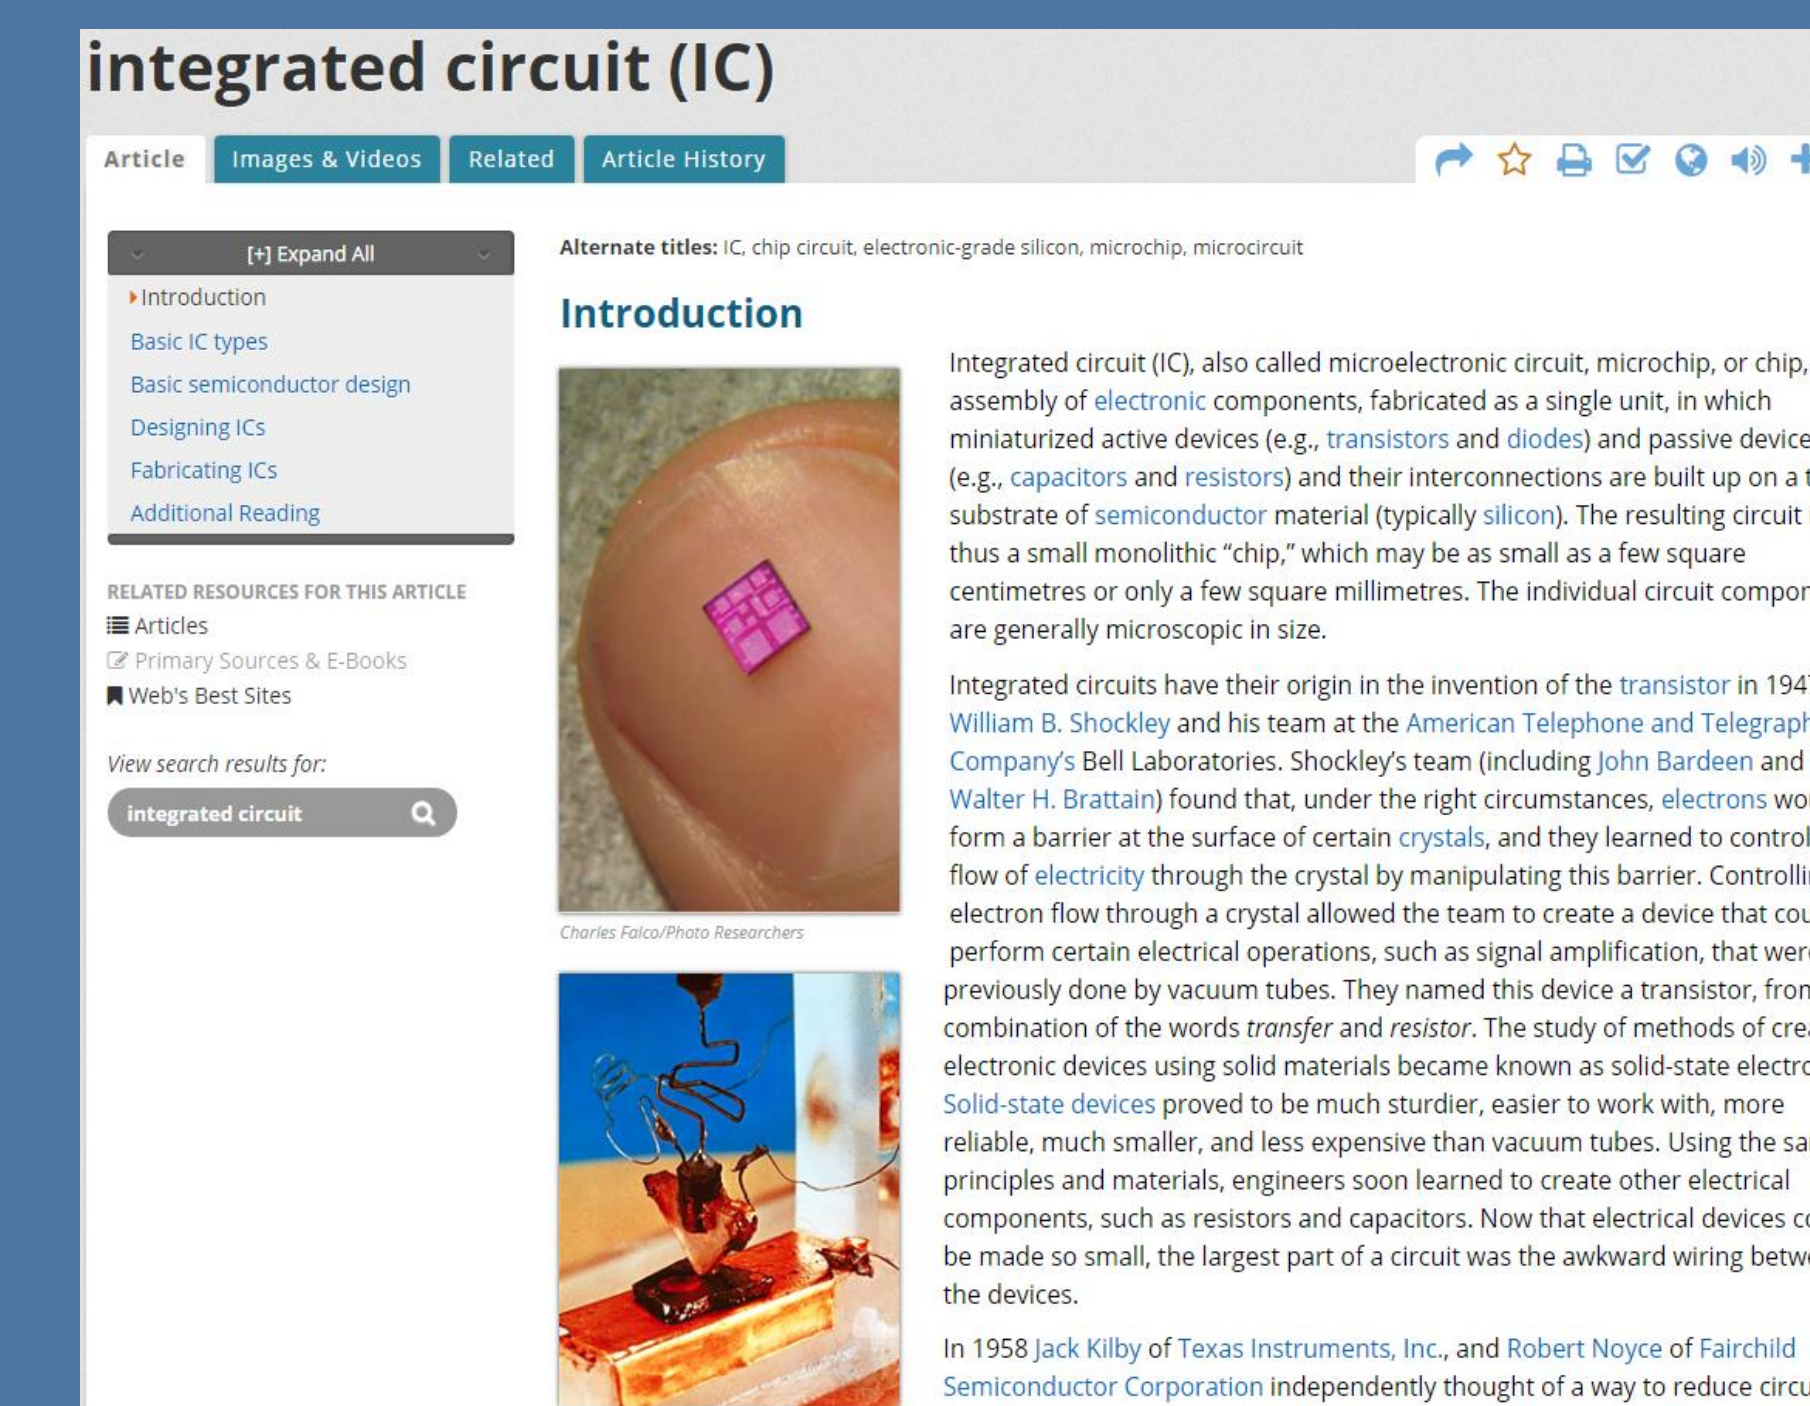 integrated circuit (IC)
Article
Images & Videos
Related
Article History
[+] Expand All
Introduction
Basic IC types
Basic semiconductor design
Designing ICs
Fabricating ICs
Additional Reading
RELATED RESOURCES FOR THIS ARTICLE
Articles
Primary Sources & E-Books
Web's Best Sites
View search results for:
integrated circuit
Alternate titles: IC, chip circuit, electronic-grade silicon, microchip, microcircuit
Introduction
Charles Falco/Photo Researchers
Integrated circuit (IC), also called microelectronic circuit, microchip, or chip,
assembly of electronic components, fabricated as a single unit, in which
miniaturized active devices (e.g., transistors and diodes) and passive device
(e.g., capacitors and resistors) and their interconnections are built up on a
substrate of semiconductor material (typically silicon). The resulting circuit
thus a small monolithic “chip,” which may be as small as a few square
centimetres or only a few square millimetres. The individual circuit compon
are generally microscopic in size.
Integrated circuits have their origin in the invention of the transistor in 1947
William B. Shockley and his team at the American Telephone and Telegraph
Company’s Bell Laboratories. Shockley’s team (including John Bardeen and
Walter H. Brattain) found that, under the right circumstances, electrons wou
form a barrier at the surface of certain crystals, and they learned to control
flow of electricity through the crystal by manipulating this barrier. Controlli
electron flow through a crystal allowed the team to create a device that cou
perform certain electrical operations, such as signal amplification, that were
previously done by vacuum tubes. They named this device a transistor, from
combination of the words transfer and resistor. The study of methods of crea
electronic devices using solid materials became known as solid-state electro
Solid-state devices proved to be much sturdier, easier to work with, more
reliable, much smaller, and less expensive than vacuum tubes. Using the sa
principles and materials, engineers soon learned to create other electrical
components, such as resistors and capacitors. Now that electrical devices co
be made so small, the largest part of a circuit was the awkward wiring betwe
the devices.
In 1958 Jack Kilby of Texas Instruments, Inc., and Robert Noyce of Fairchild
Semiconductor Corporation independently thought of a way to reduce circu